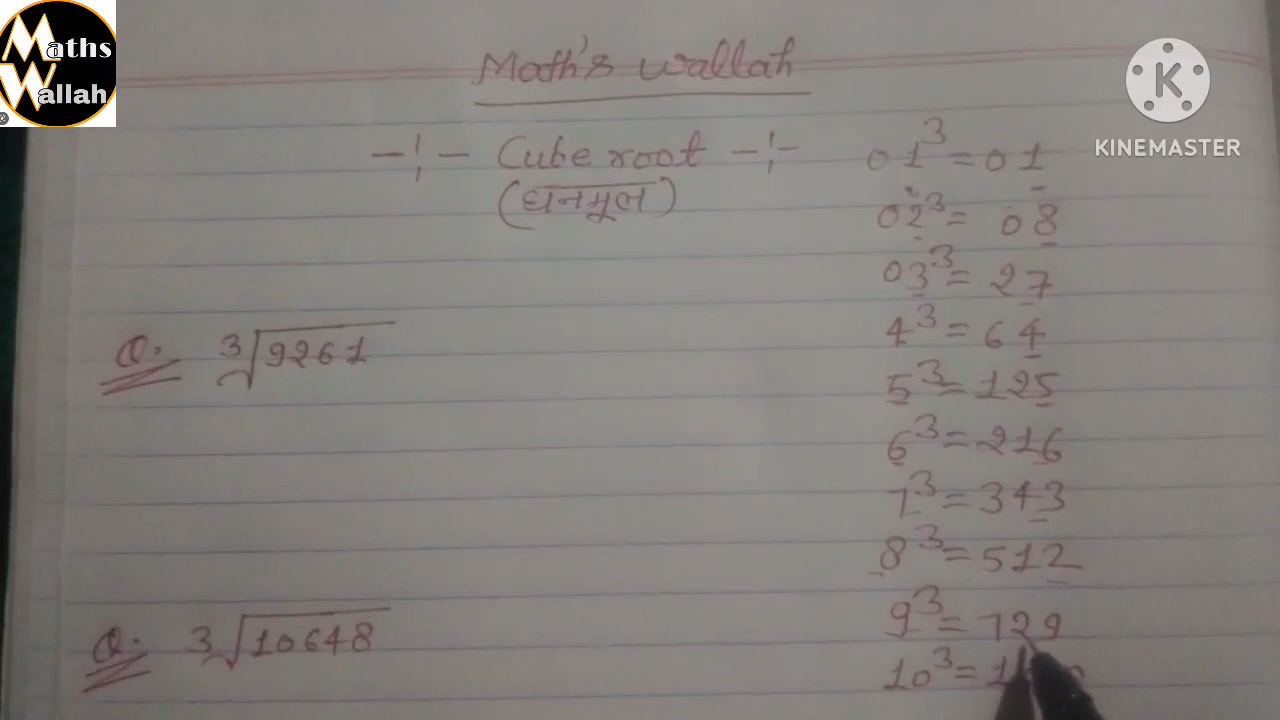 Maths
Wallah
Math's wallah
KINEMASTER
-:- Cube root -:-
(घनमूल)
01³ = 01
02³ = 08
03³ = 27
4³ = 64
5³ = 125
6³ = 216
7³ = 343
8³ = 512
9³ = 729
10³ = 1
Q. ³√9261
Q. ³√10648